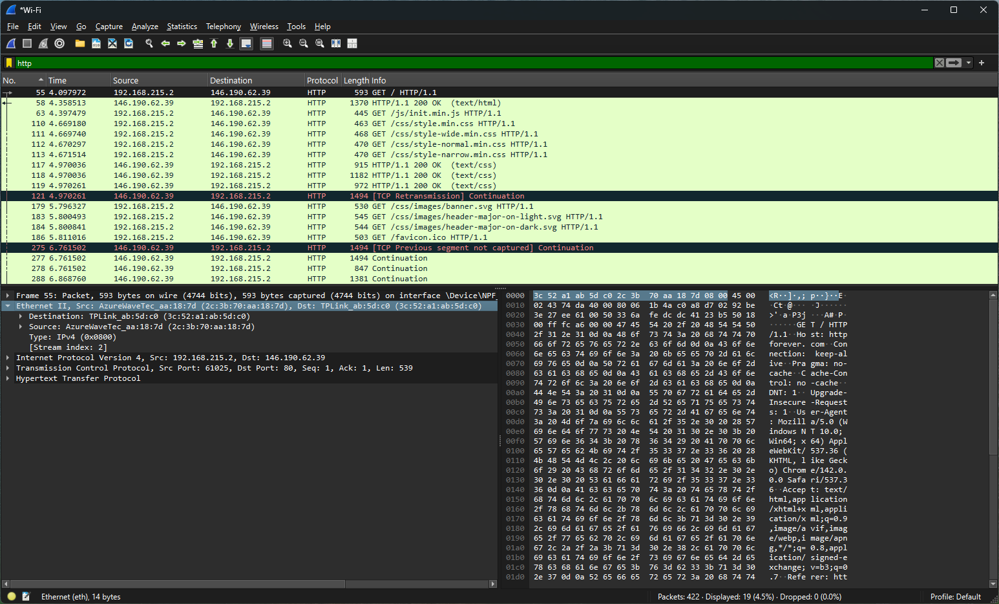 *Wi-Fi
File Edit View Go Capture Analyze Statistics Telephony Wireless Tools Help
http
No. Time Source Destination Protocol Length Info
55 4.097972 192.168.215.2 146.190.62.39 HTTP 593 GET / HTTP/1.1
58 4.358513 146.190.62.39 192.168.215.2 HTTP 1370 HTTP/1.1 200 OK (text/html)
63 4.397479 192.168.215.2 146.190.62.39 HTTP 445 GET /js/init.min.js HTTP/1.1
110 4.669180 192.168.215.2 146.190.62.39 HTTP 463 GET /css/style.min.css HTTP/1.1
111 4.669740 192.168.215.2 146.190.62.39 HTTP 468 GET /css/style-wide.min.css HTTP/1.1
112 4.670297 192.168.215.2 146.190.62.39 HTTP 470 GET /css/style-normal.min.css HTTP/1.1
113 4.671514 192.168.215.2 146.190.62.39 HTTP 470 GET /css/style-narrow.min.css HTTP/1.1
117 4.970036 146.190.62.39 192.168.215.2 HTTP 915 HTTP/1.1 200 OK (text/css)
118 4.970036 146.190.62.39 192.168.215.2 HTTP 1182 HTTP/1.1 200 OK (text/css)
119 4.970261 146.190.62.39 192.168.215.2 HTTP 972 HTTP/1.1 200 OK (text/css)
121 4.970261 146.190.62.39 192.168.215.2 HTTP 1494 [TCP Retransmission] Continuation
179 5.796327 192.168.215.2 146.190.62.39 HTTP 530 GET /css/images/banner.svg HTTP/1.1
183 5.800493 192.168.215.2 146.190.62.39 HTTP 545 GET /css/images/header-major-on-light.svg HTTP/1.1
184 5.800841 192.168.215.2 146.190.62.39 HTTP 544 GET /css/images/header-major-on-dark.svg HTTP/1.1
186 5.811016 192.168.215.2 146.190.62.39 HTTP 503 GET /favicon.ico HTTP/1.1
275 6.761502 146.190.62.39 192.168.215.2 HTTP 1494 [TCP Previous segment not captured] Continuation
277 6.761502 146.190.62.39 192.168.215.2 HTTP 1494 Continuation
278 6.761502 146.190.62.39 192.168.215.2 HTTP 847 Continuation
288 6.868760 146.190.62.39 192.168.215.2 HTTP 1381 Continuation
Frame 55: Packet, 593 bytes on wire (4744 bits), 593 bytes captured (4744 bits) on interface \Device\NPF_
Ethernet II, Src: AzureWaveTec_aa:18:7d (2c:3b:70:aa:18:7d), Dst: TPLink_ab:5d:c0 (3c:52:a1:ab:5d:c0)
Destination: TPLink_ab:5d:c0 (3c:52:a1:ab:5d:c0)
Source: AzureWaveTec_aa:18:7d (2c:3b:70:aa:18:7d)
Type: IPv4 (0x0800)
[Stream index: 2]
Internet Protocol Version 4, Src: 192.168.215.2, Dst: 146.190.62.39
Transmission Control Protocol, Src Port: 61025, Dst Port: 80, Seq: 1, Ack: 1, Len: 539
Hypertext Transfer Protocol
0000 3c 52 a1 ab 5d c0 2c 3b 70 aa 18 7d 08 00 45 00 <R··]·,; p··}··E·
0010 02 43 74 da 40 00 80 06 1b 4a c0 a8 d7 02 92 be ·Ct·@··· ·J······
0020 3e 27 ee 61 00 50 33 6a fe dc dc 41 23 b5 50 18 >'·a·P3j ···A#·P·
0030 00 ff fc a6 00 00 47 45 54 20 2f 20 48 54 54 50 ······GE T / HTTP
0040 2f 31 2e 31 0d 0a 48 6f 73 74 3a 20 68 74 74 70 /1.1··Ho st: http
0050 66 6f 72 65 76 65 72 2e 63 6f 6d 0d 0a 43 6f 6e forever. com··Con
0060 6e 65 63 74 69 6f 6e 3a 20 6b 65 65 70 2d 61 6c nection:  keep-al
0070 69 76 65 0d 0a 50 72 61 67 6d 61 3a 20 6e 6f 2d ive··Pra gma: no-
0080 63 61 63 68 65 0d 0a 43 61 63 68 65 2d 43 6f 6e cache··C ache-Con
0090 74 72 6f 6c 3a 20 6e 6f 2d 63 61 63 68 65 0d 0a trol: no -cache··
00a0 44 4e 54 3a 20 31 0d 0a 55 70 67 72 61 64 65 2d DNT: 1·· Upgrade-
00b0 49 6e 73 65 63 75 72 65 2d 52 65 71 75 65 73 74 Insecure -Request
00c0 73 3a 20 31 0d 0a 55 73 65 72 2d 41 67 65 6e 74 s: 1··Us er-Agent
00d0 3a 20 4d 6f 7a 69 6c 6c 61 2f 35 2e 30 20 28 57 : Mozill a/5.0 (W
00e0 69 6e 64 6f 77 73 20 4e 54 20 31 30 2e 30 3b 20 indows N T 10.0;
00f0 57 69 6e 36 34 3b 20 78 36 34 29 20 41 70 70 6c Win64; x 64) Appl
0100 65 57 65 62 4b 69 74 2f 35 33 37 2e 33 36 20 28 eWebKit/ 537.36 (
0110 4b 48 54 4d 4c 2c 20 6c 69 6b 65 20 47 65 63 6b KHTML, l ike Geck
0120 6f 29 20 43 68 72 6f 6d 65 2f 31 34 32 2e 30 2e o) Chrom e/142.0.
0130 30 2e 30 20 53 61 66 61 72 69 2f 35 33 37 2e 33 0.0 Safa ri/537.3
0140 36 0d 0a 41 63 63 65 70 74 3a 20 74 65 78 74 2f 6··Accep t: text/
0150 68 74 6d 6c 2c 61 70 70 6c 69 63 61 74 69 6f 6e html,app lication
0160 2f 78 68 74 6d 6c 2b 78 6d 6c 2c 61 70 70 6c 69 /xhtml+x ml,appli
0170 63 61 74 69 6f 6e 2f 78 6d 6c 3b 71 3d 30 2e 39 cation/x ml;q=0.9
0180 2c 69 6d 61 67 65 2f 61 76 69 66 2c 69 6d 61 67 ,image/a vif,imag
0190 65 2f 77 65 62 70 2c 69 6d 61 67 65 2f 61 70 6e e/webp,i mage/apn
01a0 67 2c 2a 2f 2a 3b 71 3d 30 2e 38 2c 61 70 70 6c g,*/*;q= 0.8,appl
01b0 69 63 61 74 69 6f 6e 2f 73 69 67 6e 65 64 2d 65 ication/ signed-e
01c0 78 63 68 61 6e 67 65 3b 76 3d 62 33 3b 71 3d 30 xchange; v=b3;q=0
01d0 2e 37 0d 0a 52 65 66 65 72 65 72 3a 20 68 74 74 .7··Refe rer: htt
Ethernet (eth), 14 bytes
Packets: 422 · Displayed: 19 (4.5%) · Dropped: 0 (0.0%)
Profile: Default